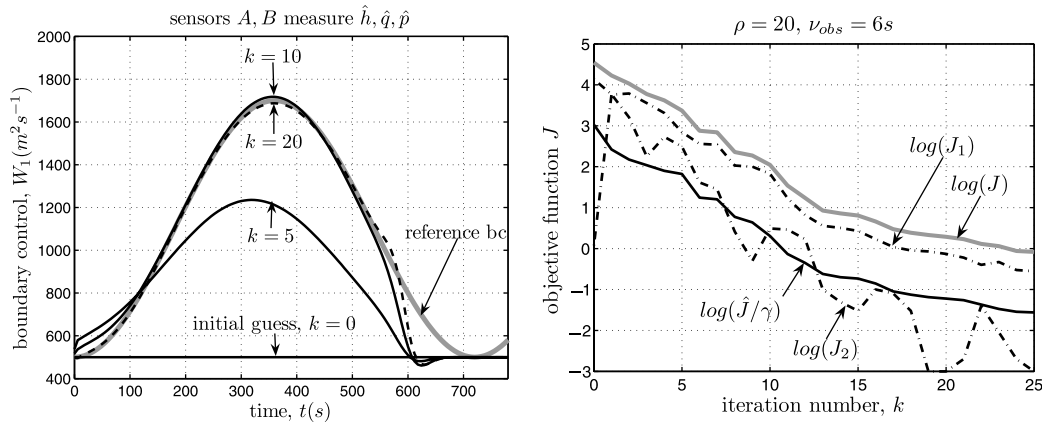 sensors A, B measure ĥ, q̂, p̂
boundary control, W₁(m²s⁻¹)
2000
1800
1600
1400
1200
1000
800
600
400
k = 10
k = 20
k = 5
reference bc
initial guess, k = 0
0 100 200 300 400 500 600 700
time, t(s)
ρ = 20, ν_obs = 6s
objective function J
5
4
3
2
1
0
−1
−2
−3
log(J₁)
log(J)
log(Ĵ/γ)
log(J₂)
0 5 10 15 20 25
iteration number, k